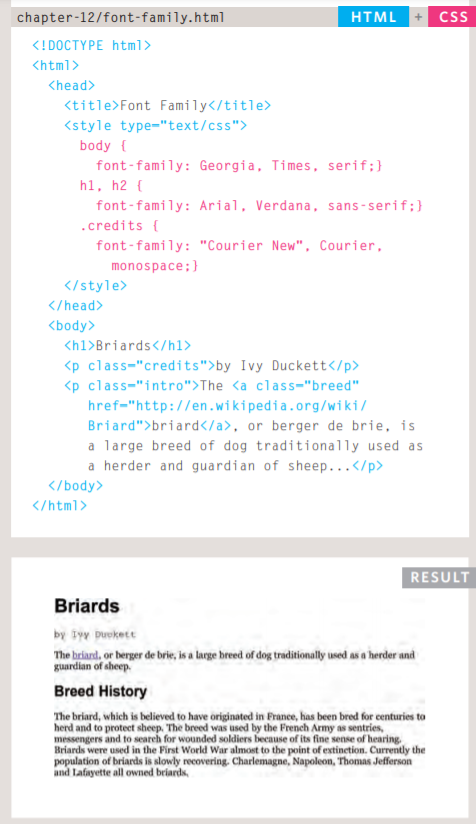 chapter-12/font-family.html HTML + CSS
<!DOCTYPE html>
<html>
<head>
<title>Font Family</title>
<style type="text/css">
body {
font-family: Georgia, Times, serif;}
h1, h2 {
font-family: Arial, Verdana, sans-serif;}
.credits {
font-family: "Courier New", Courier,
monospace;}
</style>
</head>
<body>
<h1>Briards</h1>
<p class="credits">by Ivy Duckett</p>
<p class="intro">The <a class="breed"
href="http://en.wikipedia.org/wiki/
Briard">briard</a>, or berger de brie, is
a large breed of dog traditionally used as
a herder and guardian of sheep...</p>
</body>
</html>
RESULT
Briards
by Ivy Duckett
The briard, or berger de brie, is a large breed of dog traditionally used as a herder and
guardian of sheep.
Breed History
The briard, which is believed to have originated in France, has been bred for centuries to
herd and to protect sheep. The breed was used by the French Army as sentries,
messengers and to search for wounded soldiers because of its fine sense of hearing.
Briards were used in the First World War almost to the point of extinction. Currently the
population of briards is slowly recovering. Charlemagne, Napoleon, Thomas Jefferson
and Lafayette all owned briards.